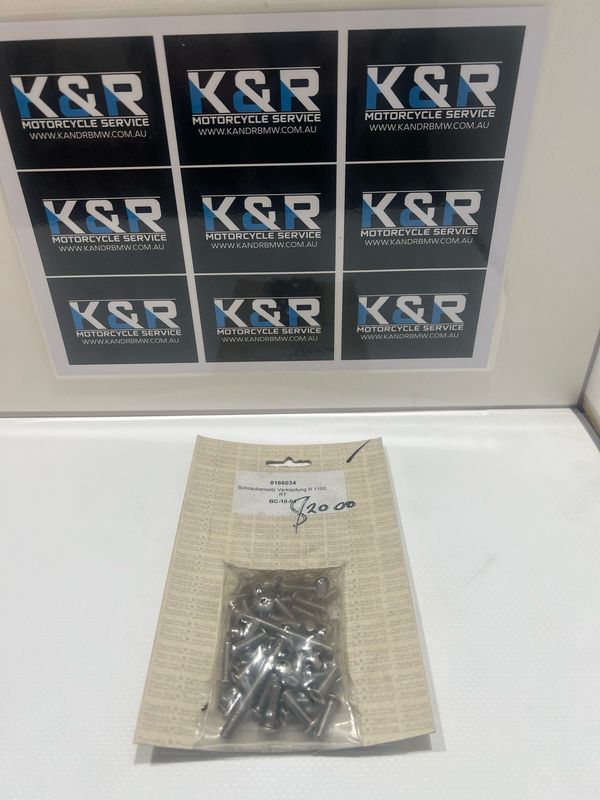 K&R K&R K&R
MOTORCYCLE SERVICE MOTORCYCLE SERVICE MOTORCYCLE SERVICE
WWW.KANDRBMW.COM.AU WWW.KANDRBMW.COM.AU WWW.KANDRBMW.COM.AU
K&R K&R K&R
MOTORCYCLE SERVICE MOTORCYCLE SERVICE MOTORCYCLE SERVICE
WWW.KANDRBMW.COM.AU WWW.KANDRBMW.COM.AU WWW.KANDRBMW.COM.AU
K&R K&R K&R
MOTORCYCLE SERVICE MOTORCYCLE SERVICE MOTORCYCLE SERVICE
WWW.KANDRBMW.COM.AU WWW.KANDRBMW.COM.AU WWW.KANDRBMW.COM.AU
8166034
Schraubensatz Verkleidung R 1100
RT
BC-10-04
$20 00